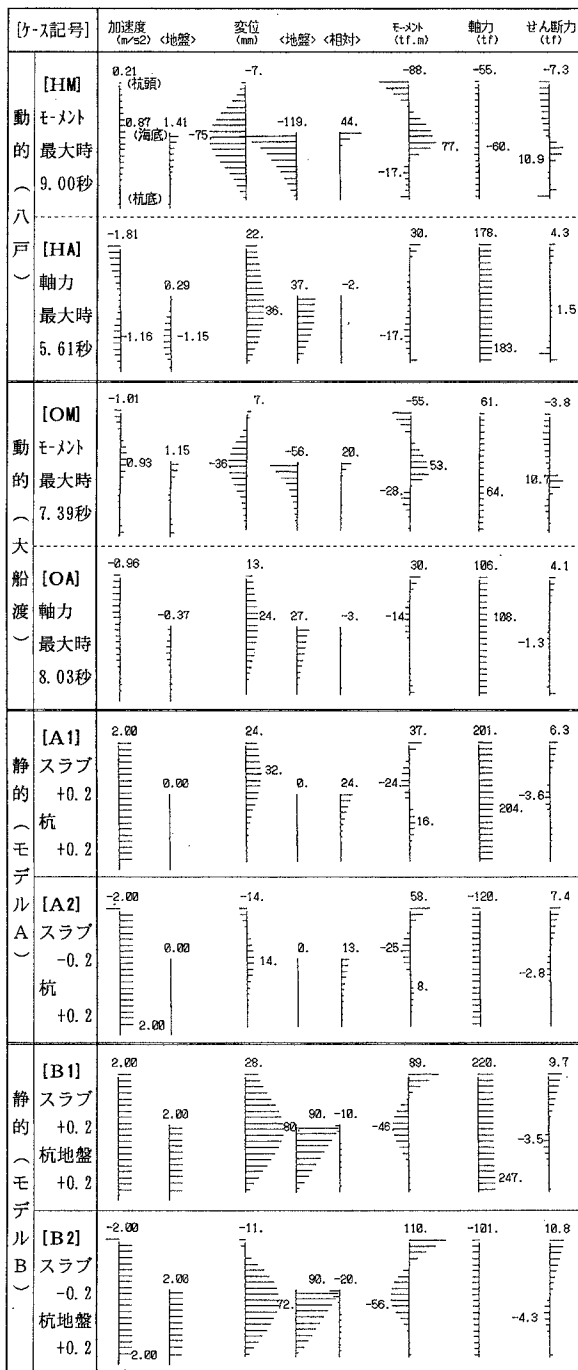 [ケース記号] 加速度 <地盤> 変位 <地盤> <相対> モーメント 軸力 せん断力
(m/s2) (mm) (tf.m) (tf) (tf)
動的(八戸)
[HM] 0.21 (杭頭) -7. -88. -55. -7.3
モーメント 0.87 1.41 (海底) -75. -119. 44.
最大時 77. -60. 10.9
9.00秒 (杭底) -17.
[HA] -1.81 22. 30. 178. 4.3
軸力 0.29 37. -2.
最大時 36. 1.5
5.61秒 -1.16 -1.15 -17. 183.
動的(大船渡)
[OM] -1.01 7. -55. 61. -3.8
モーメント 0.93 1.15 -36 -56. 20. 53.
最大時 -28. 64. 10.7
7.39秒
[OA] -0.96 13. 30. 106. 4.1
軸力 -0.37 24. 27. -3. -14 108.
最大時 -1.3
8.03秒
静的(モデルA)
[A1] 2.00 24. 37. 201. 6.3
スラブ 32.
+0.2 0.00 0. 24. -24. -3.6
杭 204.
+0.2 16.
[A2] -2.00 -14. 58. -120. 7.4
スラブ 0.00 0. 13. -25.
-0.2 14. -2.8
杭 8.
+0.2 2.00
静的(モデルB)
[B1] 2.00 28. 89. 220. 9.7
スラブ
+0.2 2.00 80. 90. -10. -46
杭地盤 -3.5
+0.2 247.
[B2] -2.00 -11. 110. -101. 10.8
スラブ 2.00 90. -20.
-0.2 72. -56.
杭地盤 -4.3
+0.2 2.00